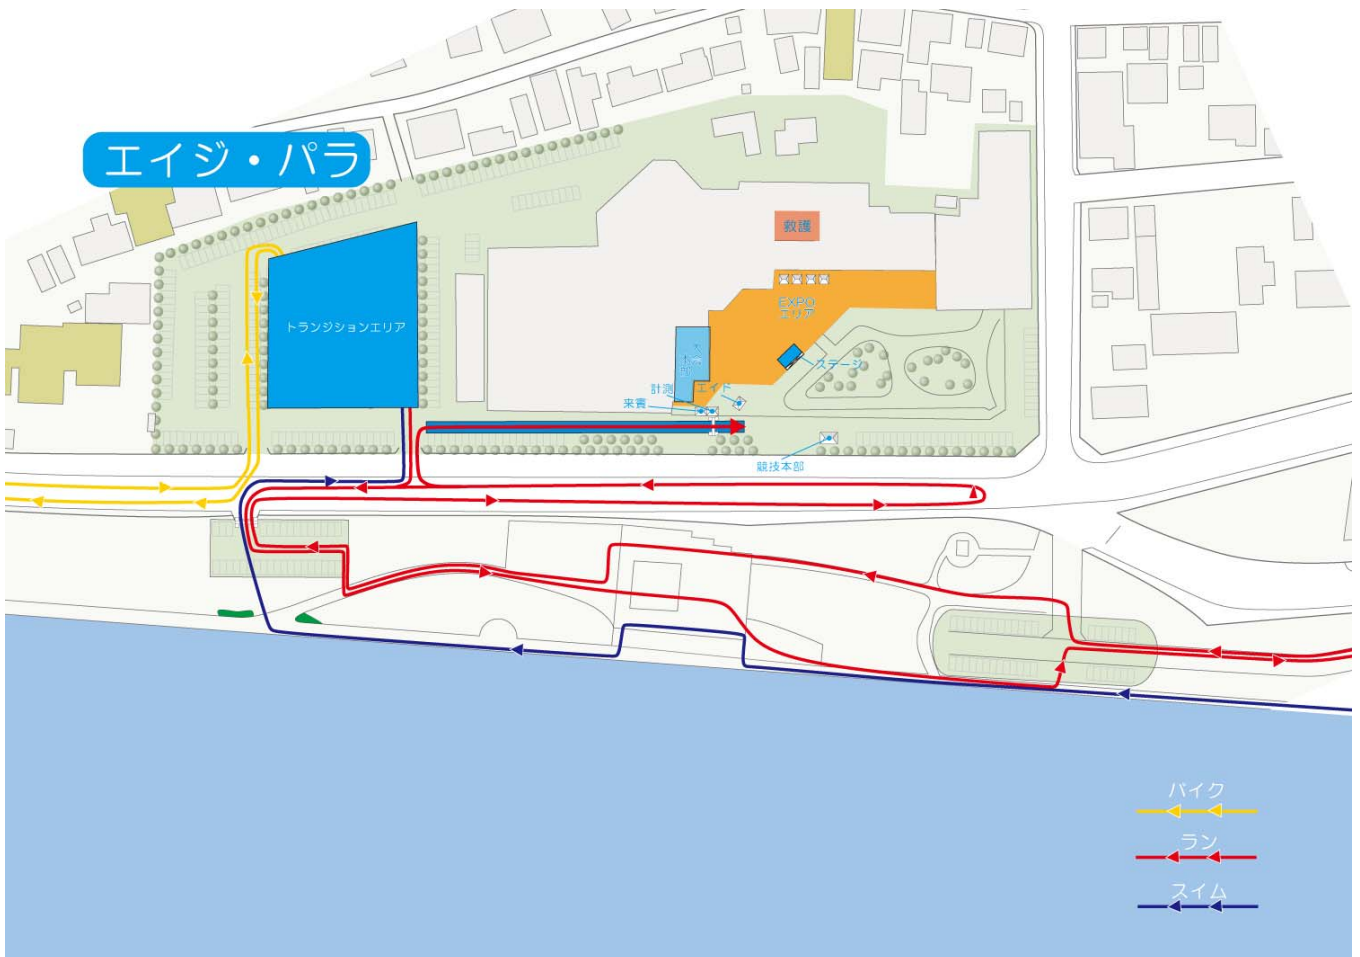 エイジ・パラ
救護
EXPO
エリア
トランジションエリア
ステージ
計測
エイド
来賓
競技本部
バイク
ラン
スイム